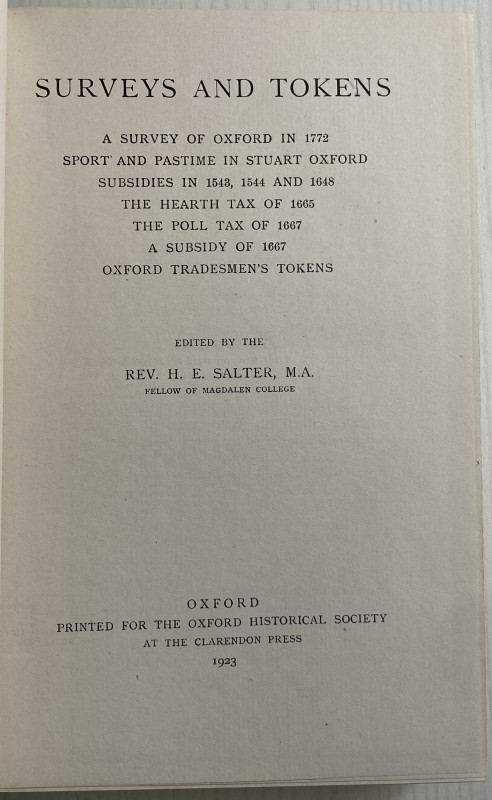 SURVEYS AND TOKENS
A SURVEY OF OXFORD IN 1772
SPORT AND PASTIME IN STUART OXFORD
SUBSIDIES IN 1543, 1544 AND 1648
THE HEARTH TAX OF 1665
THE POLL TAX OF 1667
A SUBSIDY OF 1667
OXFORD TRADESMEN'S TOKENS
EDITED BY THE
REV. H. E. SALTER, M.A.
FELLOW OF MAGDALEN COLLEGE
OXFORD
PRINTED FOR THE OXFORD HISTORICAL SOCIETY
AT THE CLARENDON PRESS
1923